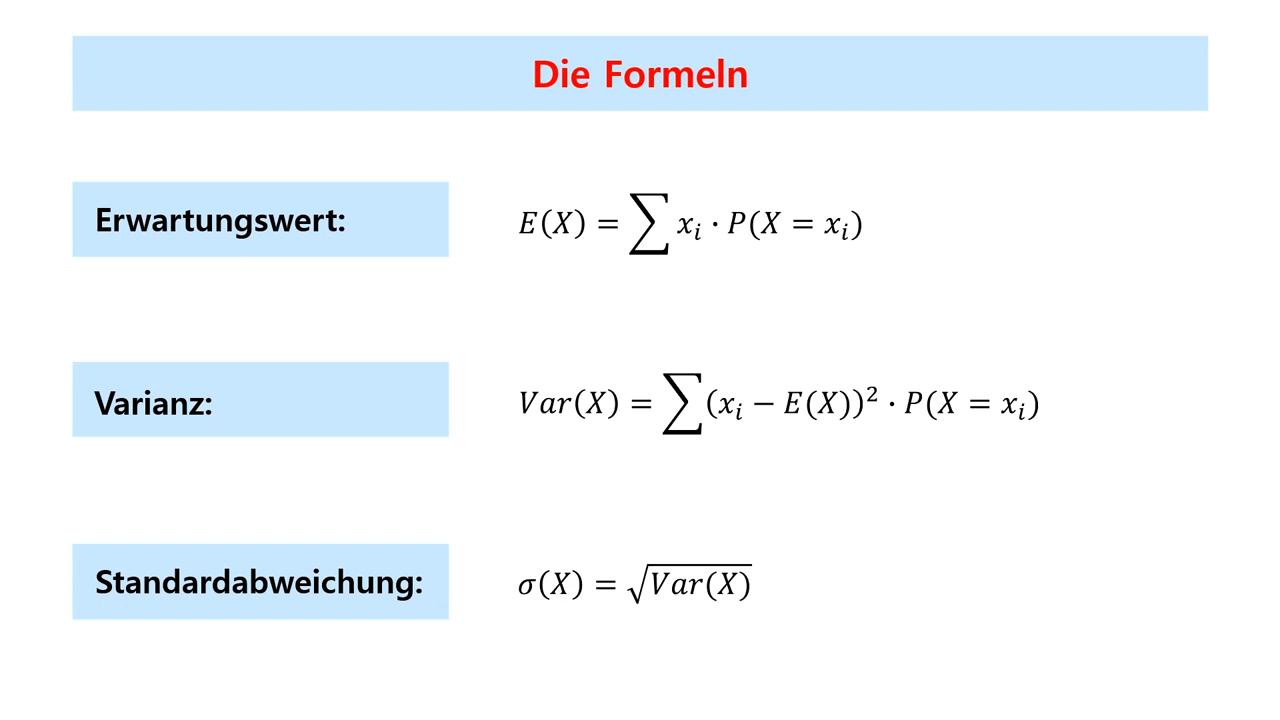 Die Formeln
Erwartungswert: E(X) = ∑ xᵢ · P(X = xᵢ)
Varianz: Var(X) = ∑(xᵢ − E(X))² · P(X = xᵢ)
Standardabweichung: σ(X) = √Var(X)